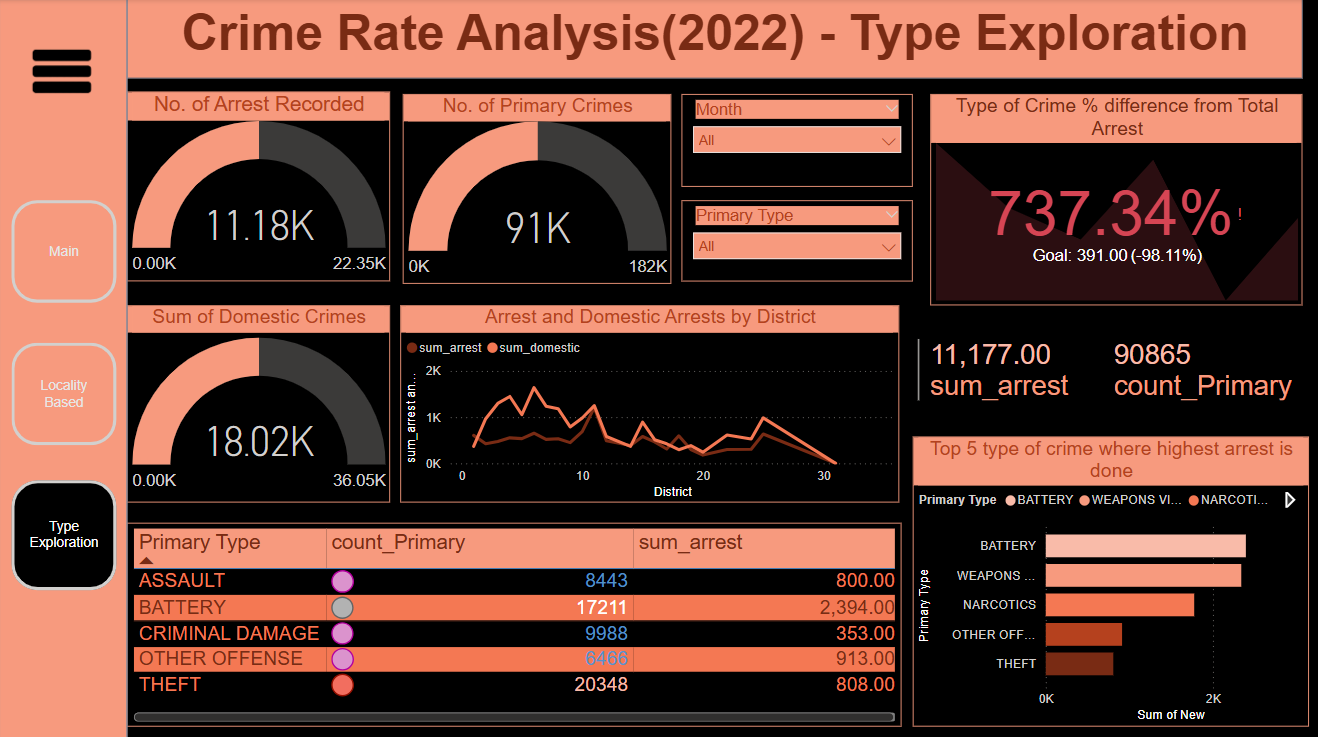 Crime Rate Analysis(2022) - Type Exploration
Main
Locality
Based
Type
Exploration
No. of Arrest Recorded
11.18K
0.00K
22.35K
No. of Primary Crimes
91K
0K
182K
Month
All
Primary Type
All
Type of Crime % difference from Total
Arrest
737.34%!
Goal: 391.00 (-98.11%)
Sum of Domestic Crimes
18.02K
0.00K
36.05K
Arrest and Domestic Arrests by District
sum_arrest sum_domestic
sum_arrest an...
2K
1K
0K
0 10 20 30
District
11,177.00
sum_arrest
90865
count_Primary
Primary Type count_Primary sum_arrest
ASSAULT 8443 800.00
BATTERY 17211 2,394.00
CRIMINAL DAMAGE 9988 353.00
OTHER OFFENSE 6466 913.00
THEFT 20348 808.00
Top 5 type of crime where highest arrest is
done
Primary Type BATTERY WEAPONS VI... NARCOTI...
Primary Type
BATTERY
WEAPONS ...
NARCOTICS
OTHER OFF...
THEFT
0K 2K
Sum of New